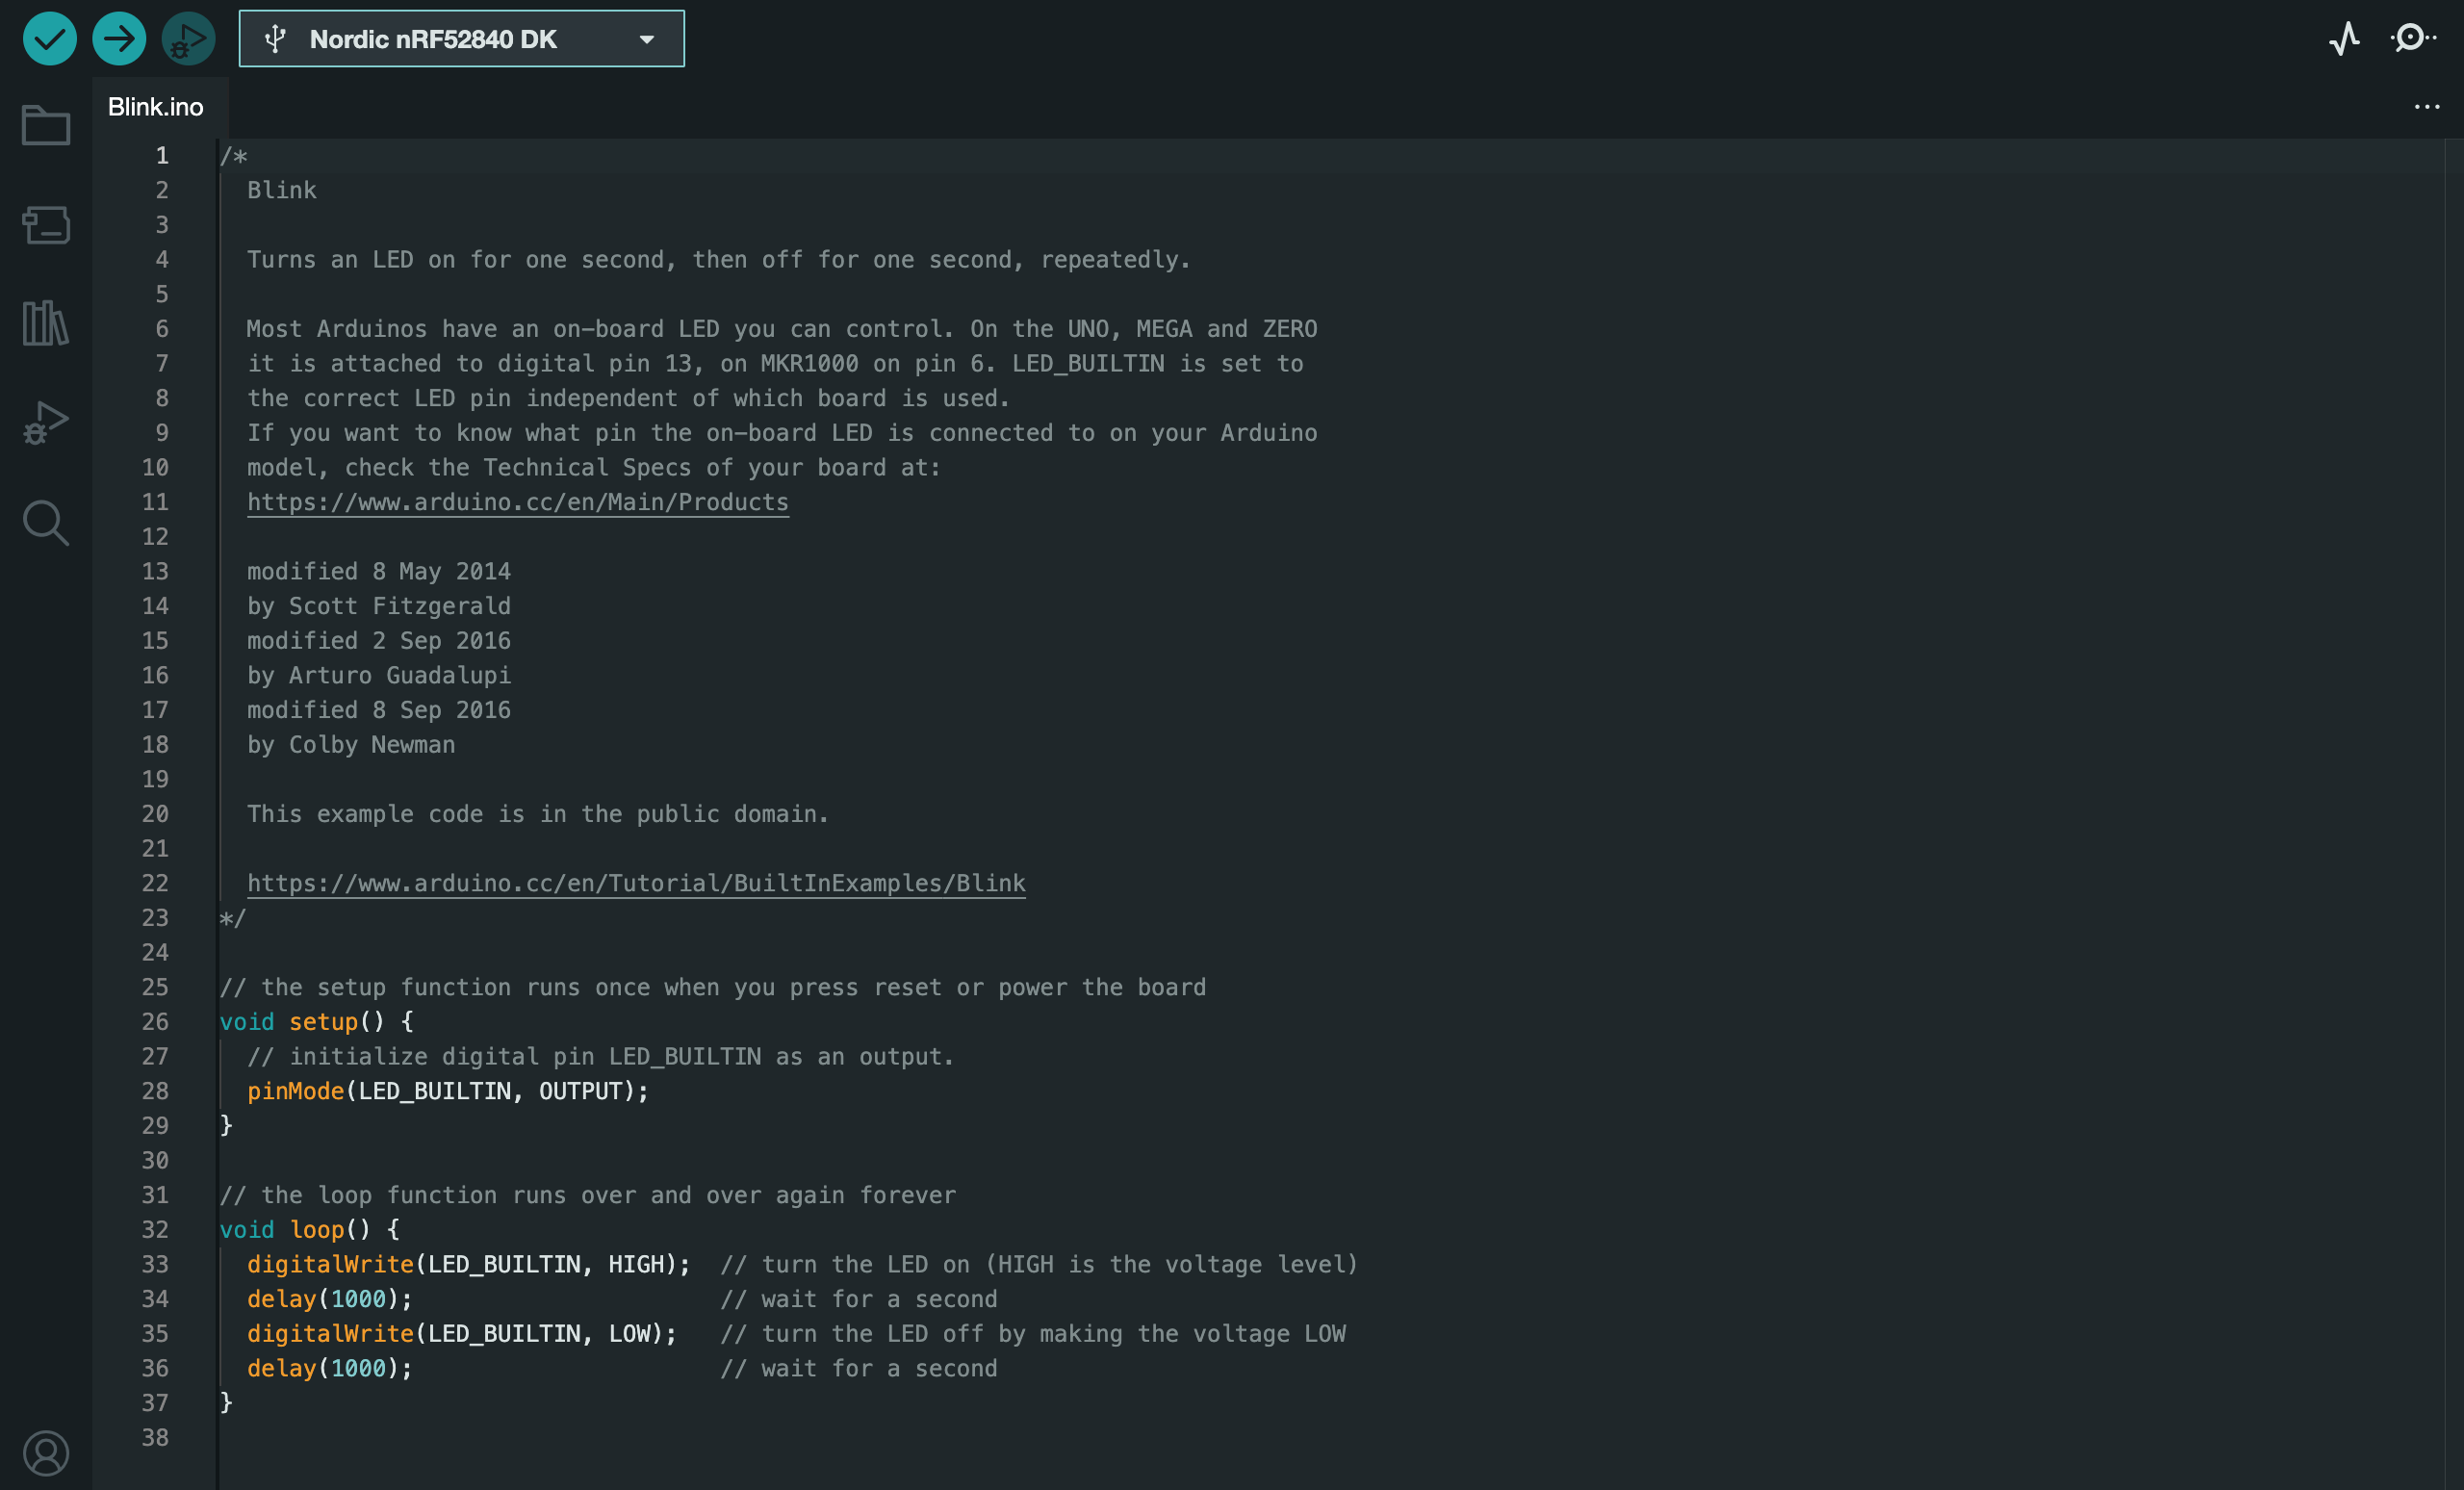 Nordic nRF52840 DK
Blink.ino
1 /*
2 Blink
3
4 Turns an LED on for one second, then off for one second, repeatedly.
5
6 Most Arduinos have an on-board LED you can control. On the UNO, MEGA and ZERO
7 it is attached to digital pin 13, on MKR1000 on pin 6. LED_BUILTIN is set to
8 the correct LED pin independent of which board is used.
9 If you want to know what pin the on-board LED is connected to on your Arduino
10 model, check the Technical Specs of your board at:
11 https://www.arduino.cc/en/Main/Products
12
13 modified 8 May 2014
14 by Scott Fitzgerald
15 modified 2 Sep 2016
16 by Arturo Guadalupi
17 modified 8 Sep 2016
18 by Colby Newman
19
20 This example code is in the public domain.
21
22 https://www.arduino.cc/en/Tutorial/BuiltInExamples/Blink
23 */
24
25 // the setup function runs once when you press reset or power the board
26 void setup() {
27 // initialize digital pin LED_BUILTIN as an output.
28 pinMode(LED_BUILTIN, OUTPUT);
29 }
30
31 // the loop function runs over and over again forever
32 void loop() {
33 digitalWrite(LED_BUILTIN, HIGH);  // turn the LED on (HIGH is the voltage level)
34 delay(1000);                      // wait for a second
35 digitalWrite(LED_BUILTIN, LOW);   // turn the LED off by making the voltage LOW
36 delay(1000);                      // wait for a second
37 }
38